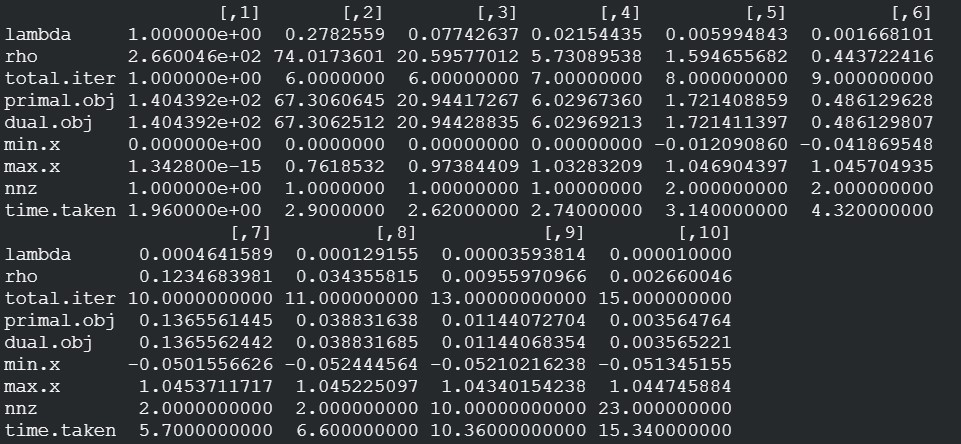 [,1] [,2] [,3] [,4] [,5] [,6]
lambda 1.000000e+00 0.2782559 0.07742637 0.02154435 0.005994843 0.001668101
rho 2.660046e+02 74.0173601 20.59577012 5.73089538 1.594655682 0.443722416
total.iter 1.000000e+00 6.0000000 6.00000000 7.00000000 8.000000000 9.000000000
primal.obj 1.404392e+02 67.3060645 20.94417267 6.02967360 1.721408859 0.486129628
dual.obj 1.404392e+02 67.3062512 20.94428835 6.02969213 1.721411397 0.486129807
min.x 0.000000e+00 0.0000000 0.00000000 0.00000000 -0.012090860 -0.041869548
max.x 1.342800e-15 0.7618532 0.97384409 1.03283209 1.046904397 1.045704935
nnz 1.000000e+00 1.0000000 1.00000000 1.00000000 2.000000000 2.000000000
time.taken 1.960000e+00 2.9000000 2.62000000 2.74000000 3.140000000 4.320000000
[,7] [,8] [,9] [,10]
lambda 0.0004641589 0.000129155 0.00003593814 0.000010000
rho 0.1234683981 0.034355815 0.00955970966 0.002660046
total.iter 10.0000000000 11.000000000 13.00000000000 15.000000000
primal.obj 0.1365561445 0.038831638 0.01144072704 0.003564764
dual.obj 0.1365562442 0.038831685 0.01144068354 0.003565221
min.x -0.0501556626 -0.052444564 -0.05210216238 -0.051345155
max.x 1.0453711717 1.045225097 1.04340154238 1.044745884
nnz 2.0000000000 2.000000000 10.00000000000 23.000000000
time.taken 5.7000000000 6.600000000 10.36000000000 15.340000000